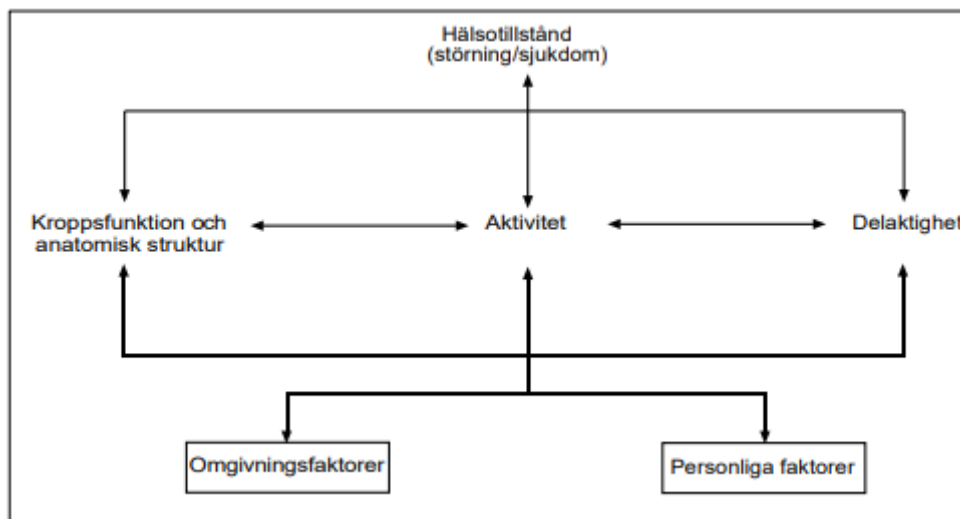 Hälsotillstånd
(störning/sjukdom)
Kroppsfunktion och
anatomisk struktur
Aktivitet
Delaktighet
Omgivningsfaktorer
Personliga faktorer